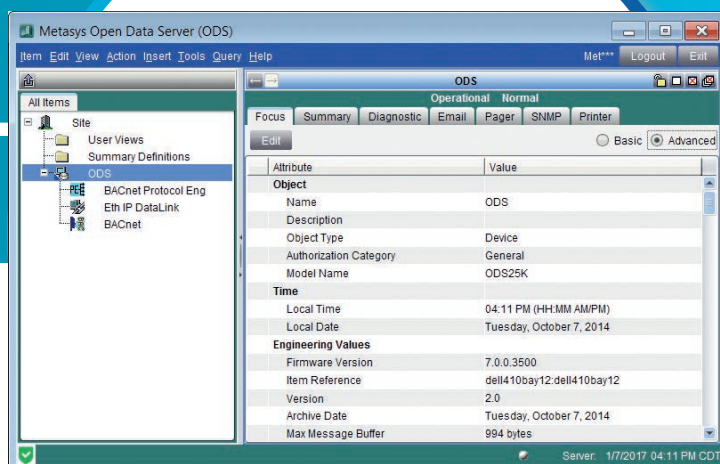 Metasys Open Data Server (ODS)
Item Edit View Action Insert Tools Query Help
Met*** Logout Exit
All Items
Site
User Views
Summary Definitions
ODS
BACnet Protocol Eng
Eth IP DataLink
BACnet
ODS
Operational Normal
Focus Summary Diagnostic Email Pager SNMP Printer
Edit Basic Advanced
Attribute Value
Object
Name ODS
Description
Object Type Device
Authorization Category General
Model Name ODS25K
Time
Local Time 04:11 PM (HH:MM AM/PM)
Local Date Tuesday, October 7, 2014
Engineering Values
Firmware Version 7.0.0.3500
Item Reference dell410bay12:dell410bay12
Version 2.0
Archive Date Tuesday, October 7, 2014
Max Message Buffer 994 bytes
Server: 1/7/2017 04:11 PM CDT